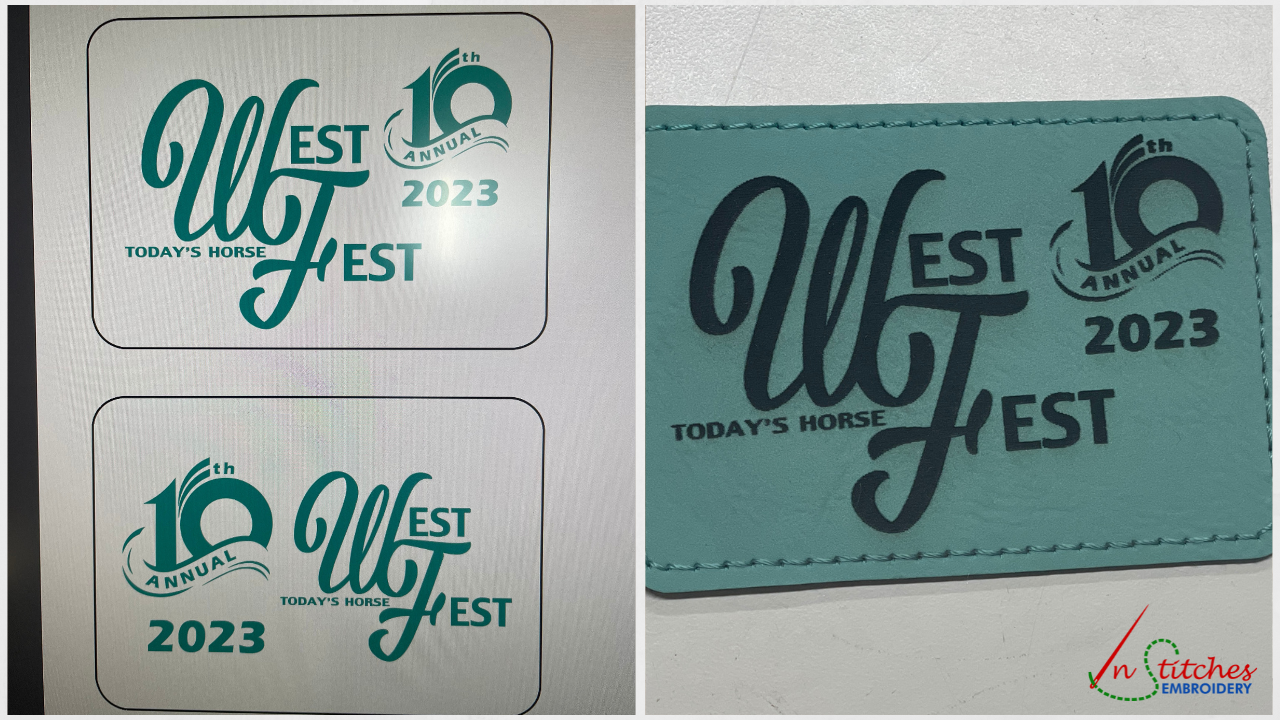 WEST
FEST
TODAY'S HORSE
10th
ANNUAL
2023
10th
ANNUAL
2023
WEST
FEST
TODAY'S HORSE
WEST
FEST
TODAY'S HORSE
10th
ANNUAL
2023
In Stitches
EMBROIDERY